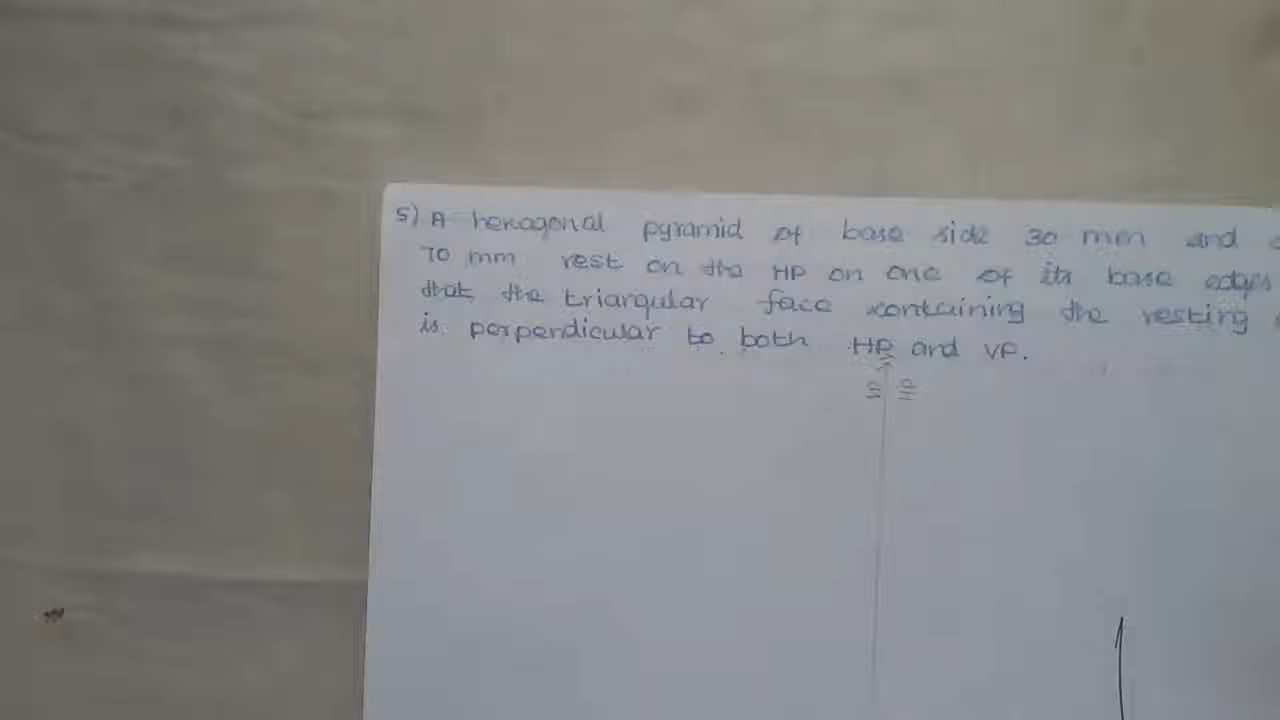 5) A hexagonal pyramid of base side 30 mm and
70 mm rest on the HP on one of its base edges
that the triangular face containing the resting
is perpendicular to both HP and VP.